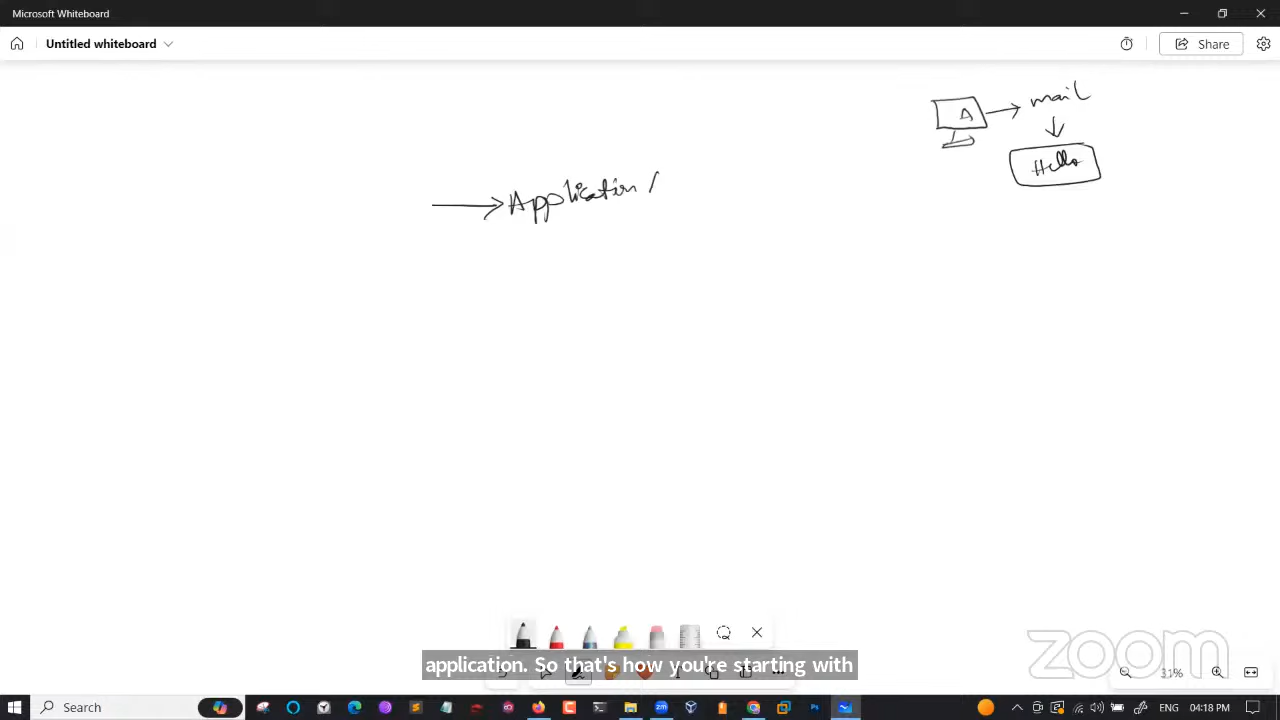 Microsoft Whiteboard
Untitled whiteboard
Share
A
mail
Hello
Application /
application. So that's how you're starting with
zoom
31%
Search
ENG
04:18 PM